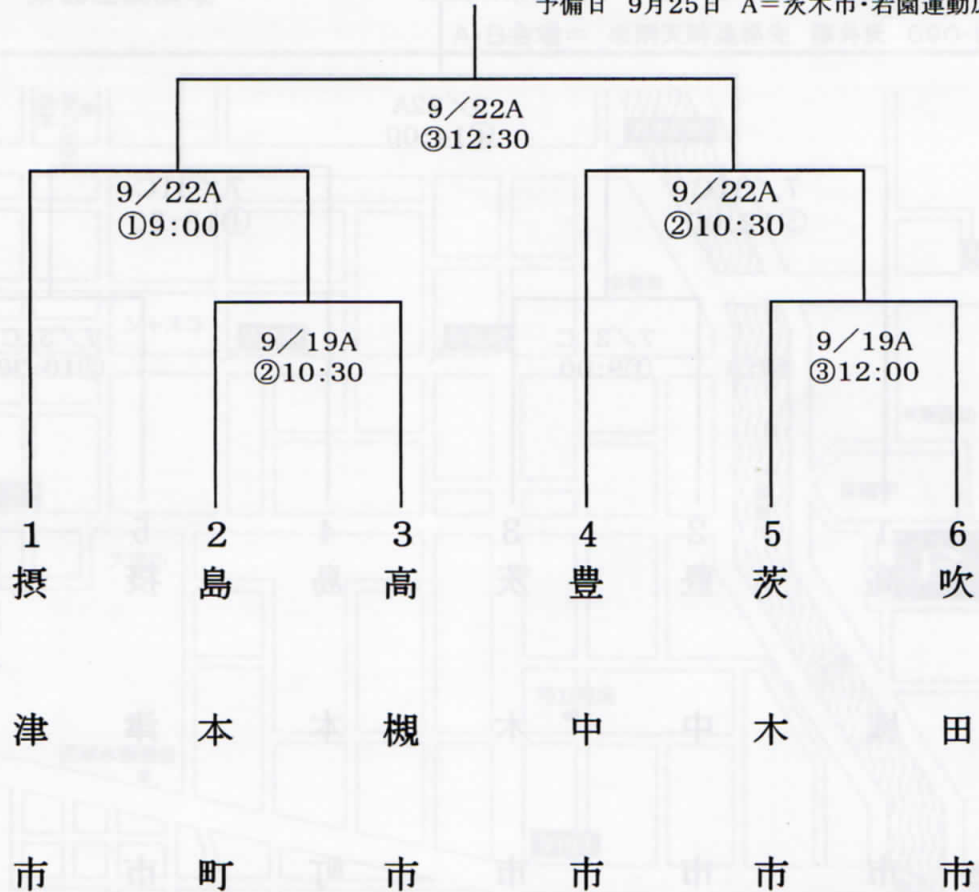 予備日 9月25日 A=茨木市・若園運動広
9/22A
③12:30
9/22A
①9:00
9/22A
②10:30
9/19A
②10:30
9/19A
③12:00
1
摂津市
2
島本町
3
高槻市
4
豊中市
5
茨木市
6
吹田市